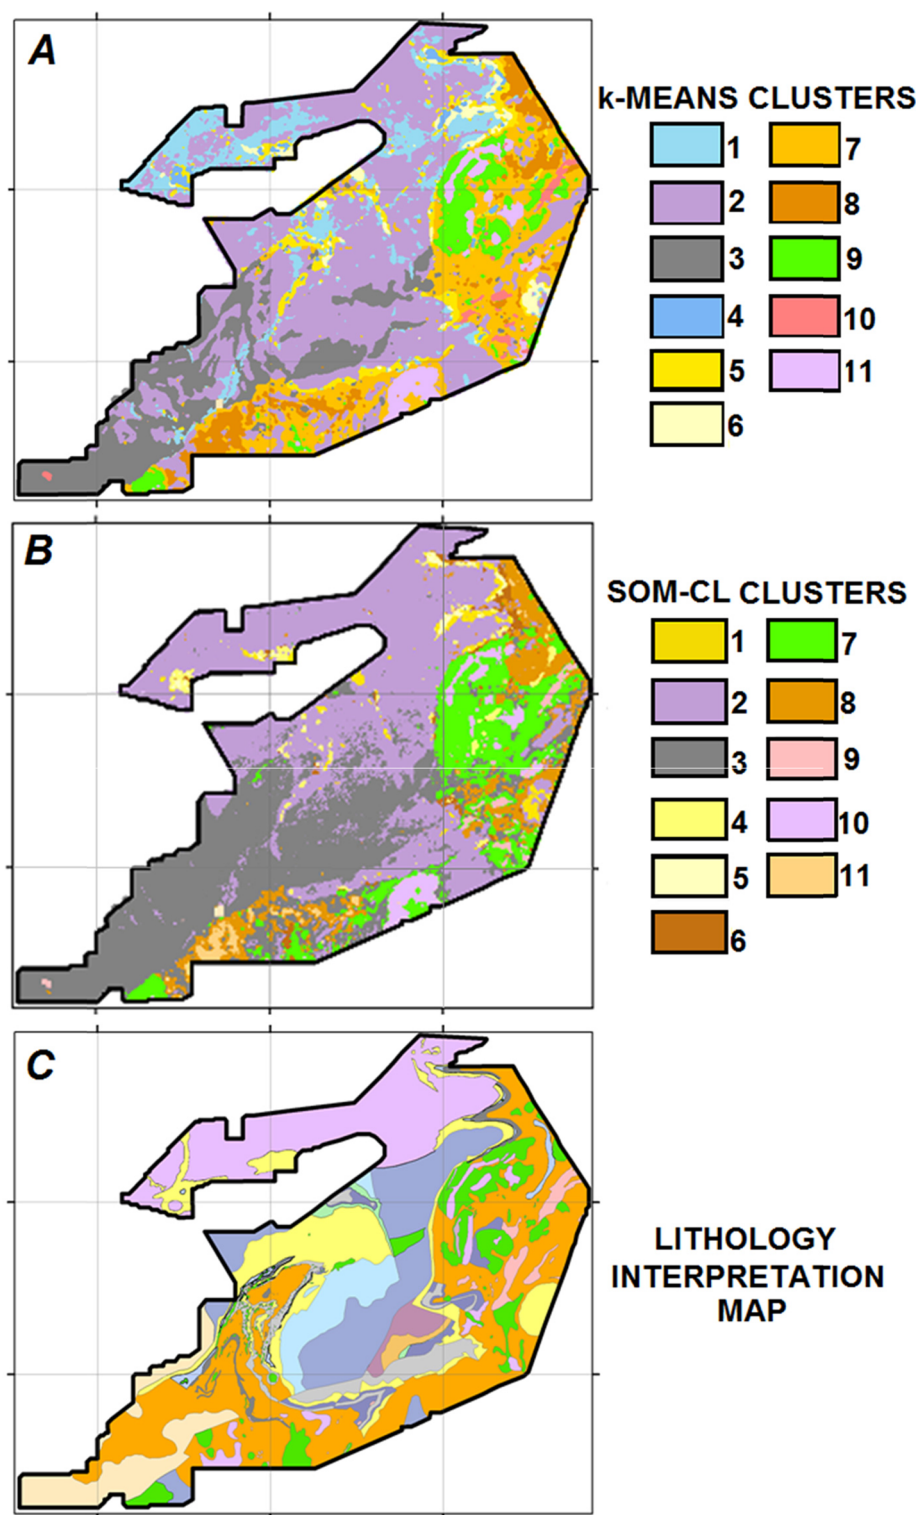 A
k-MEANS CLUSTERS
1 7
2 8
3 9
4 10
5 11
6
B
SOM-CL CLUSTERS
1 7
2 8
3 9
4 10
5 11
6
C
LITHOLOGY
INTERPRETATION
MAP